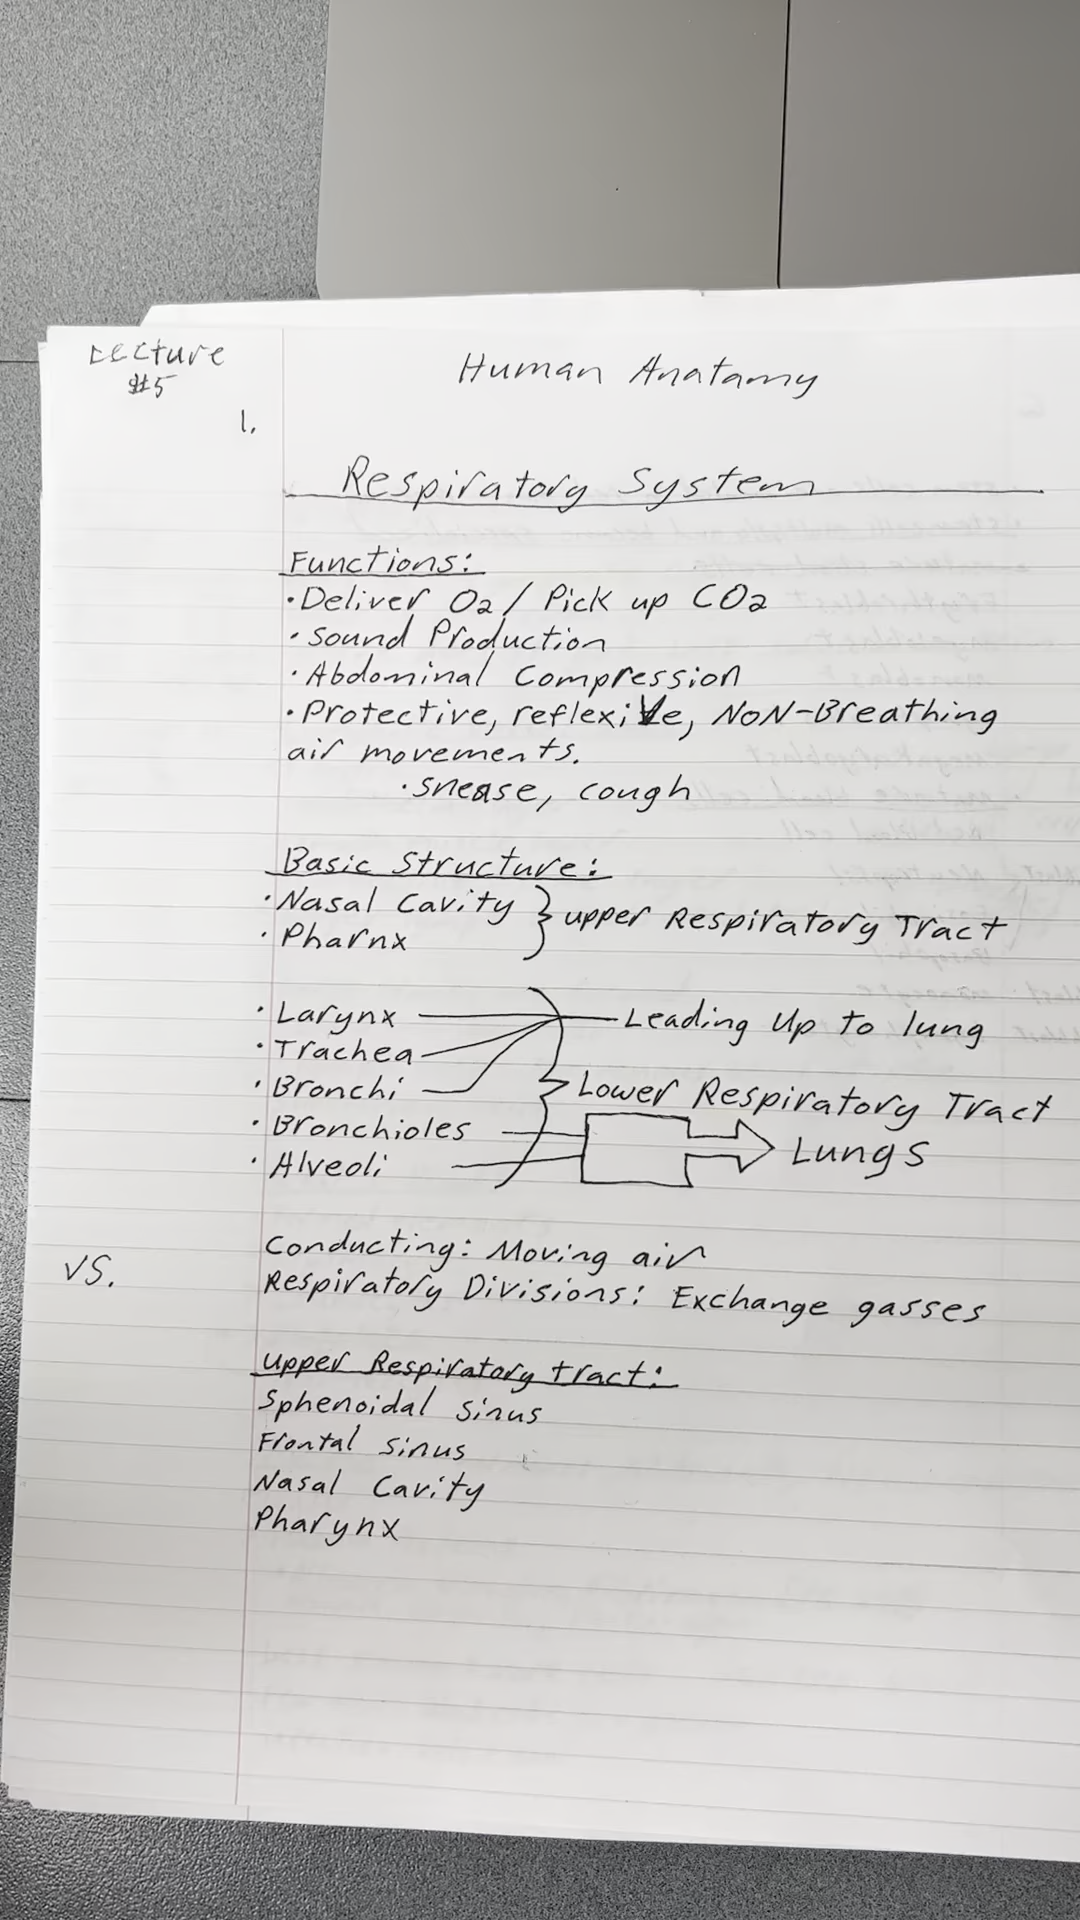 Lecture
#5
Human Anatamy
1.
Respiratory System
Functions:
·Deliver O2/ Pick up CO2
·Sound Production
·Abdominal Compression
·Protective, reflexive, NoN-Breathing
air movements.
·snease, cough
Basic Structure:
·Nasal Cavity } upper Respiratory Tract
·Pharnx
·Larynx — Leading Up to lung
·Trachea
·Bronchi } Lower Respiratory Tract
·Bronchioles
·Alveoli → Lungs
Conducting: Moving air
vs.
Respiratory Divisions: Exchange gasses
upper Respiratory tract:
Sphenoidal sinus
Frontal sinus
Nasal Cavity
Pharynx